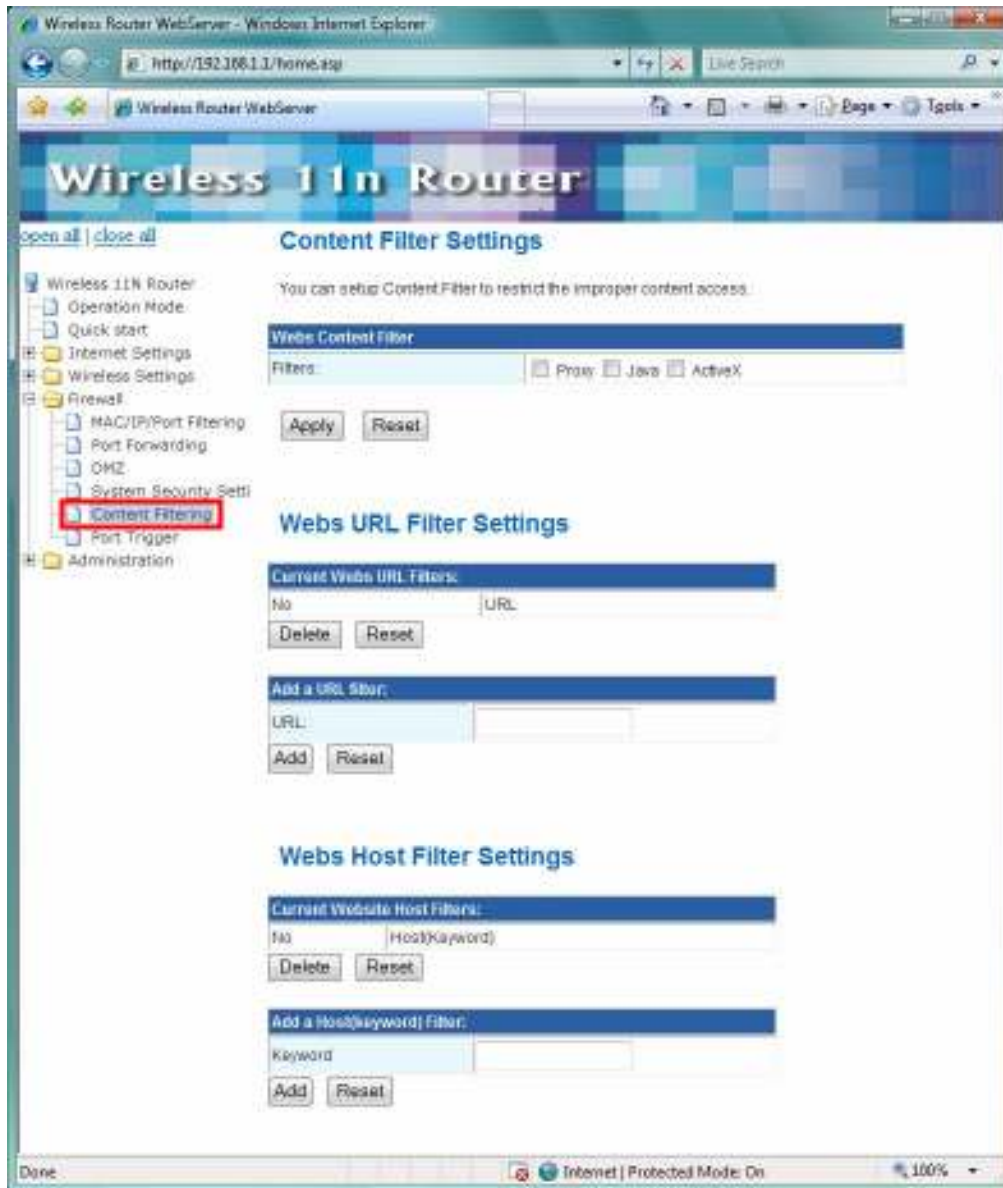 Wireless Router WebServer - Windows Internet Explorer
http://192.168.1.1/home.asp
Live Search
Wireless Router WebServer
Page
Tools
Wireless 11n Router
open all | close all
Content Filter Settings
Wireless 11N Router
You can setup Content Filter to restrict the improper content access.
Operation Mode
Quick start
Internet Settings
Wireless Settings
Firewall
MAC/IP/Port Filtering
Port Forwarding
DMZ
System Security Setti
Content Filtering
Port Trigger
Administration
Webs Content Filter
Filters:
Proxy
Java
ActiveX
Apply
Reset
Webs URL Filter Settings
Current Webs URL Filters:
No
URL
Delete
Reset
Add a URL filter:
URL:
Add
Reset
Webs Host Filter Settings
Current Website Host Filters:
No
Host(Keyword)
Delete
Reset
Add a Host(keyword) Filter:
Keyword
Add
Reset
Done
Internet | Protected Mode: On
100%